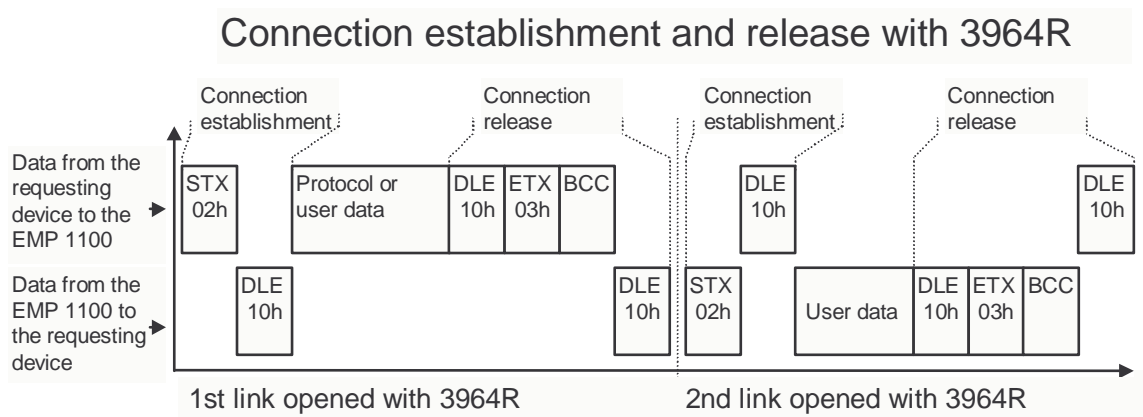 Connection establishment and release with 3964R
Connection
establishment
Connection
release
Connection
establishment
Connection
release
Data from the
requesting
device to the
EMP 1100
STX
02h
Protocol or
user data
DLE
10h
ETX
03h
BCC
DLE
10h
DLE
10h
Data from the
EMP 1100 to
the requesting
device
DLE
10h
DLE
10h
STX
02h
User data
DLE
10h
ETX
03h
BCC
1st link opened with 3964R
2nd link opened with 3964R